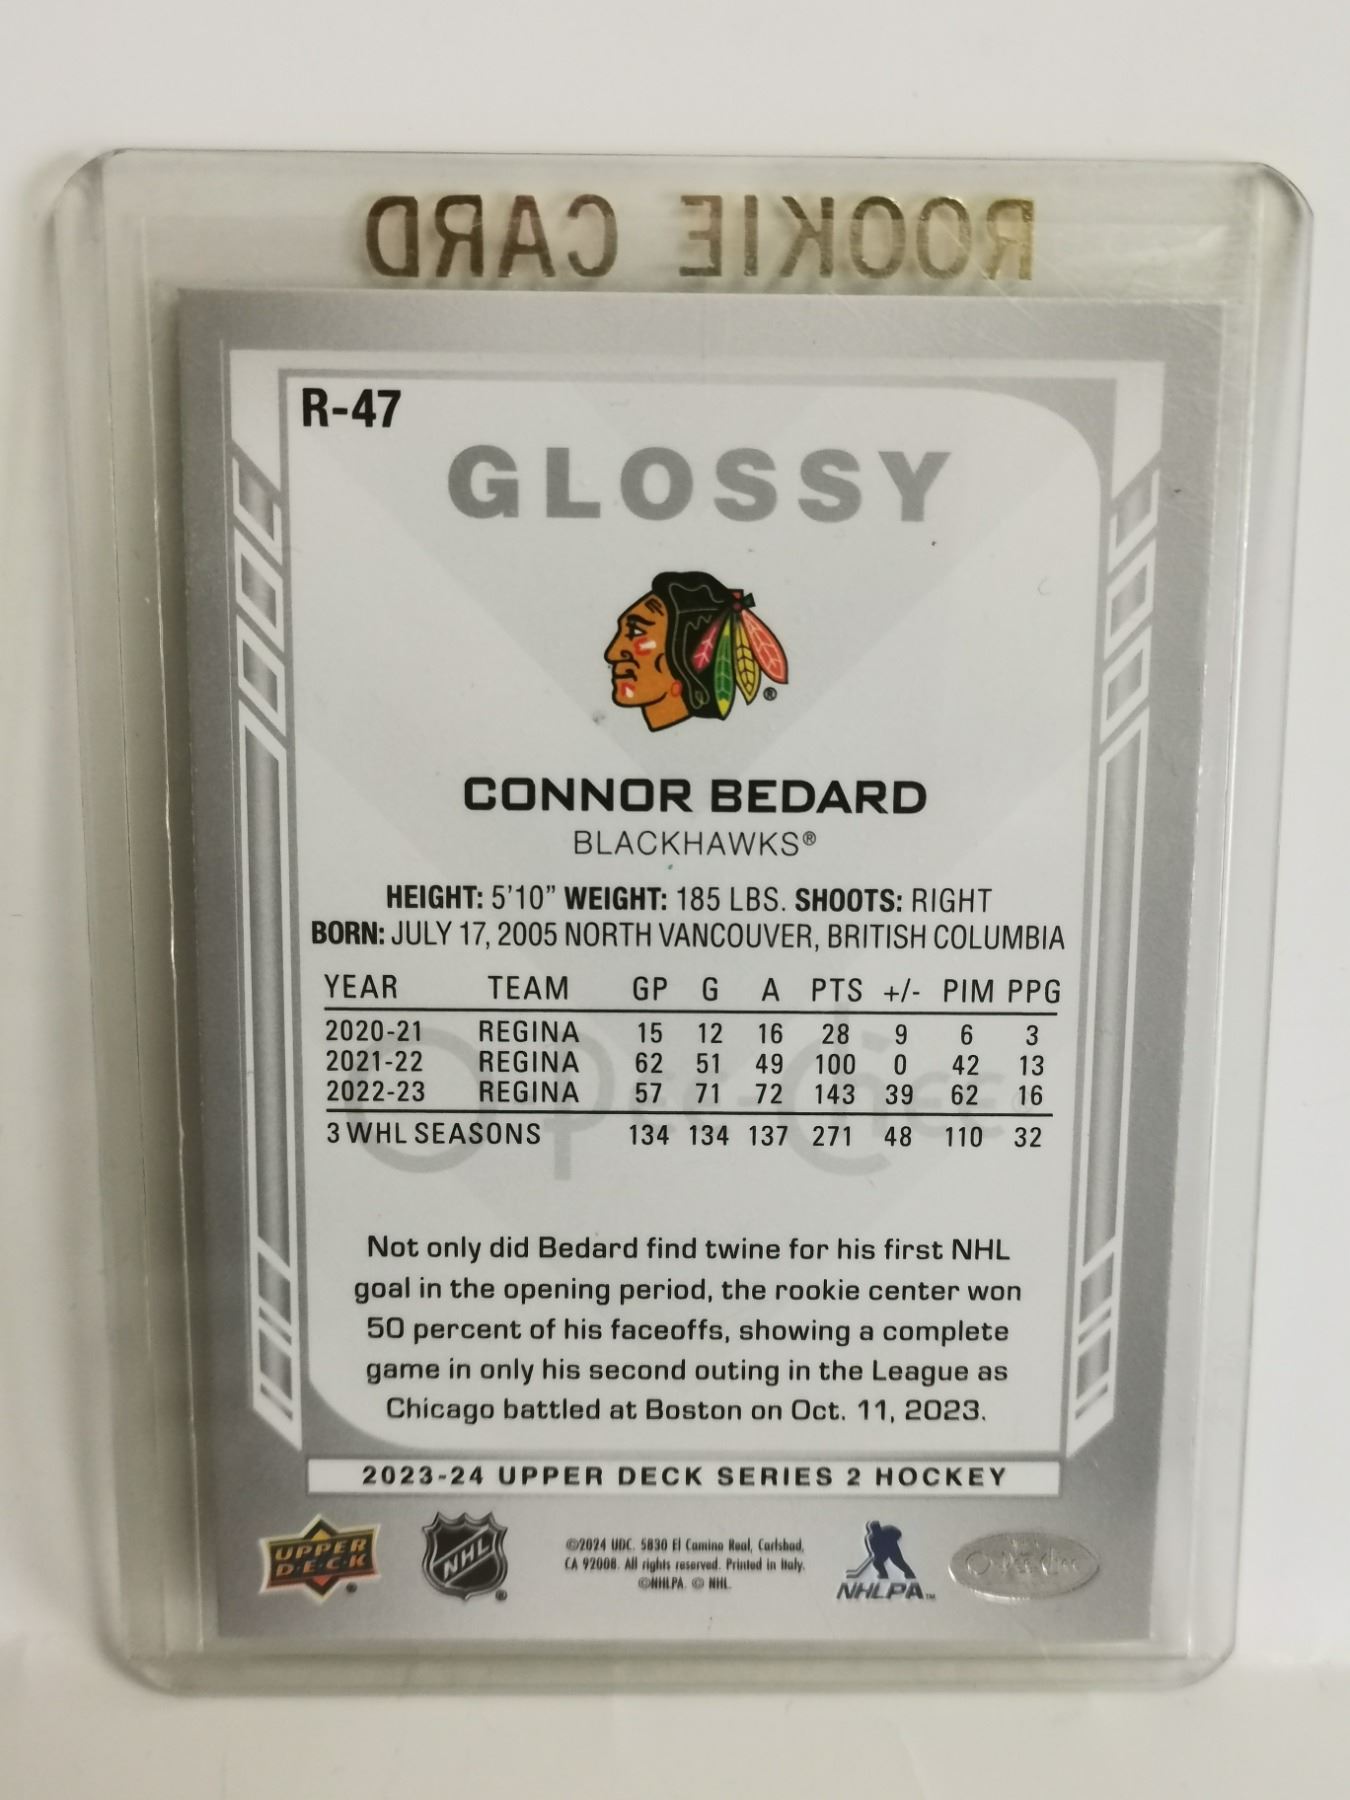 ROOKIE CARD
R-47
GLOSSY
®
CONNOR BEDARD
BLACKHAWKS®
HEIGHT: 5'10” WEIGHT: 185 LBS. SHOOTS: RIGHT
BORN: JULY 17, 2005 NORTH VANCOUVER, BRITISH COLUMBIA
YEAR TEAM GP G A PTS +/- PIM PPG
2020-21 REGINA 15 12 16 28 9 6 3
2021-22 REGINA 62 51 49 100 0 42 13
2022-23 REGINA 57 71 72 143 39 62 16
3 WHL SEASONS 134 134 137 271 48 110 32
O-PEE-CHEE®
Not only did Bedard find twine for his first NHL
goal in the opening period, the rookie center won
50 percent of his faceoffs, showing a complete
game in only his second outing in the League as
Chicago battled at Boston on Oct. 11, 2023.
2023-24 UPPER DECK SERIES 2 HOCKEY
UPPER
D·E·C·K ®
NHL ®
©2024 UDC. 5830 El Camino Real, Carlsbad,
CA 92008. All rights reserved. Printed in Italy.
©NHLPA. © NHL.
NHLPA™
O-Pee-Chee